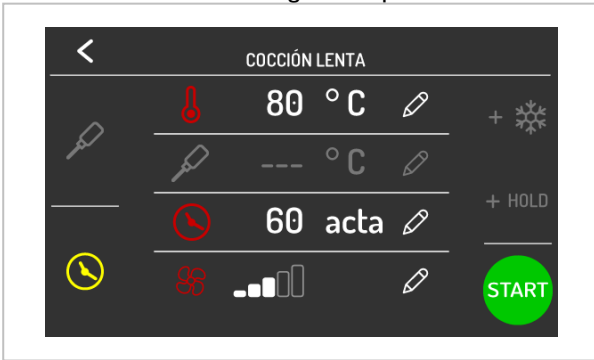 COCCIÓN LENTA
80 °C
--- °C
60 acta
+
+ HOLD
START